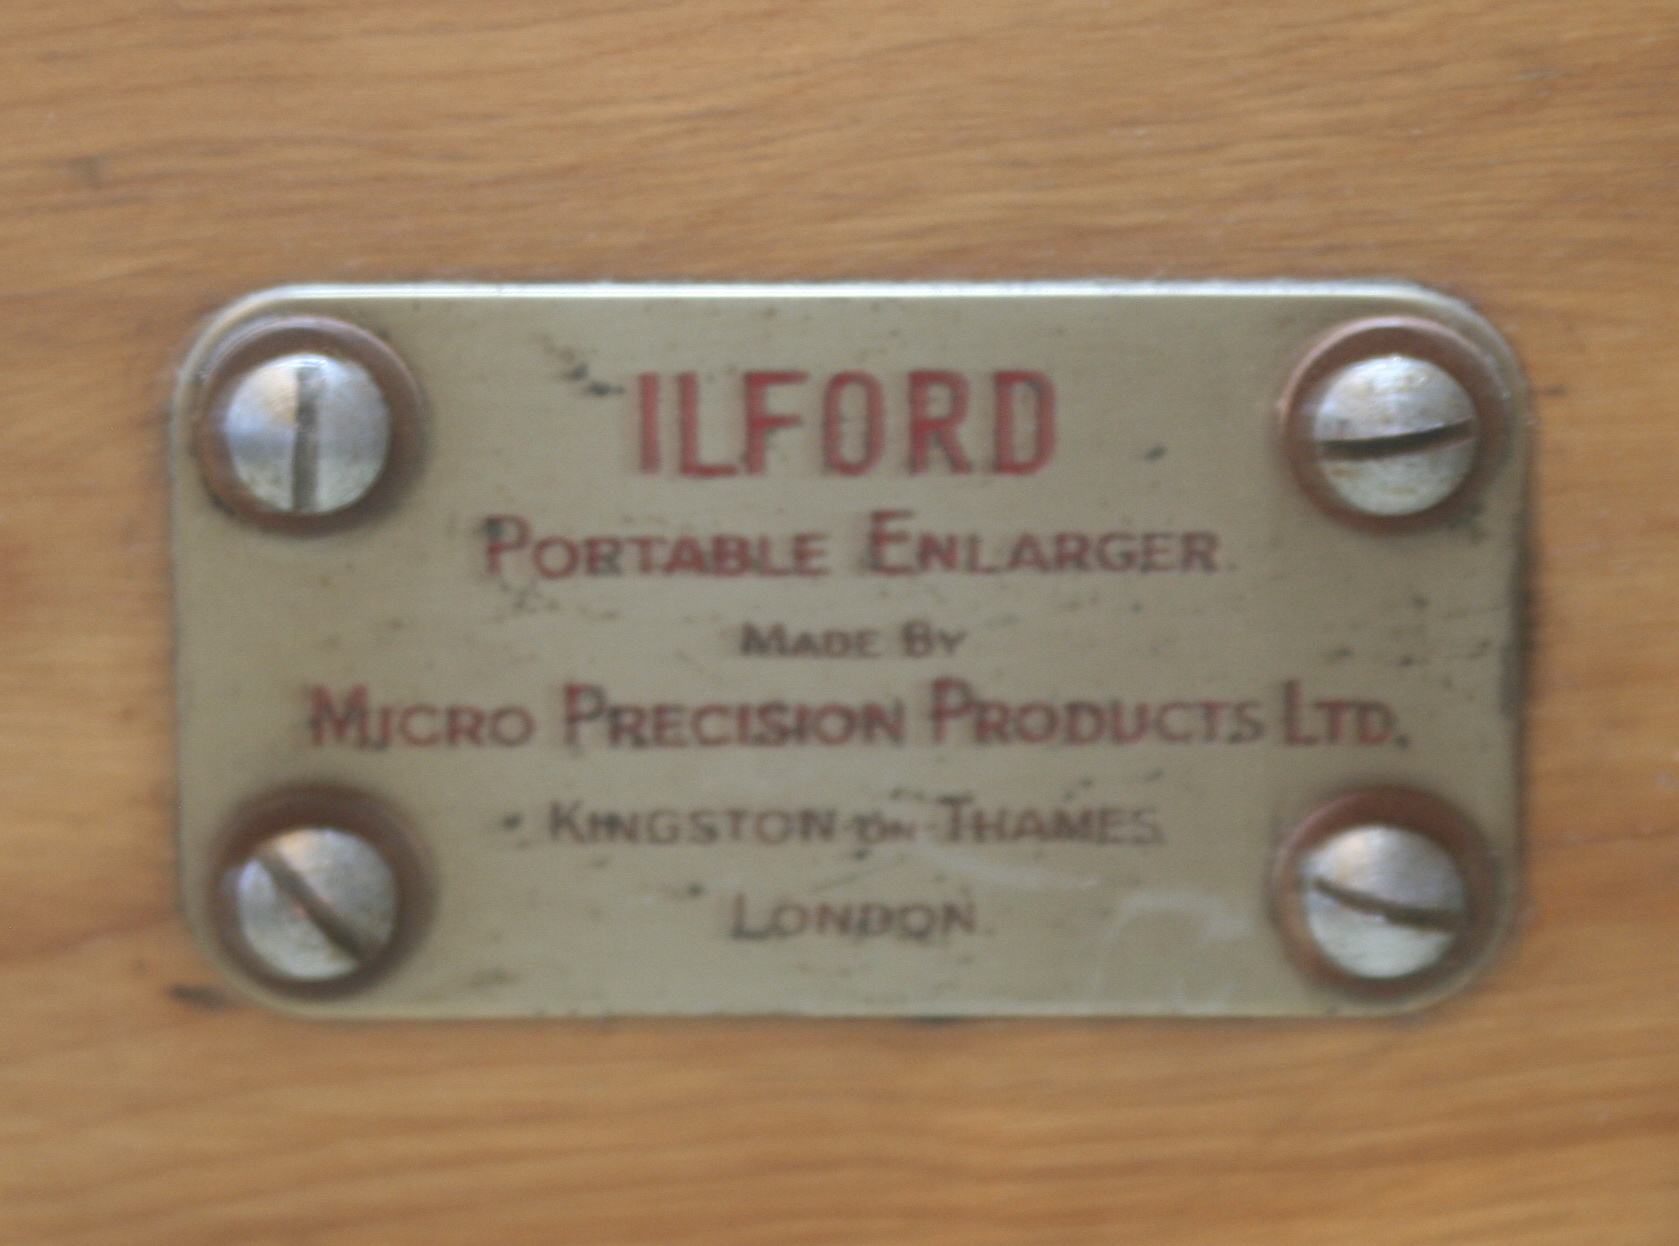 ILFORD
PORTABLE ENLARGER.
MADE BY
MICRO PRECISION PRODUCTS LTD.
KINGSTON-ON-THAMES
LONDON.